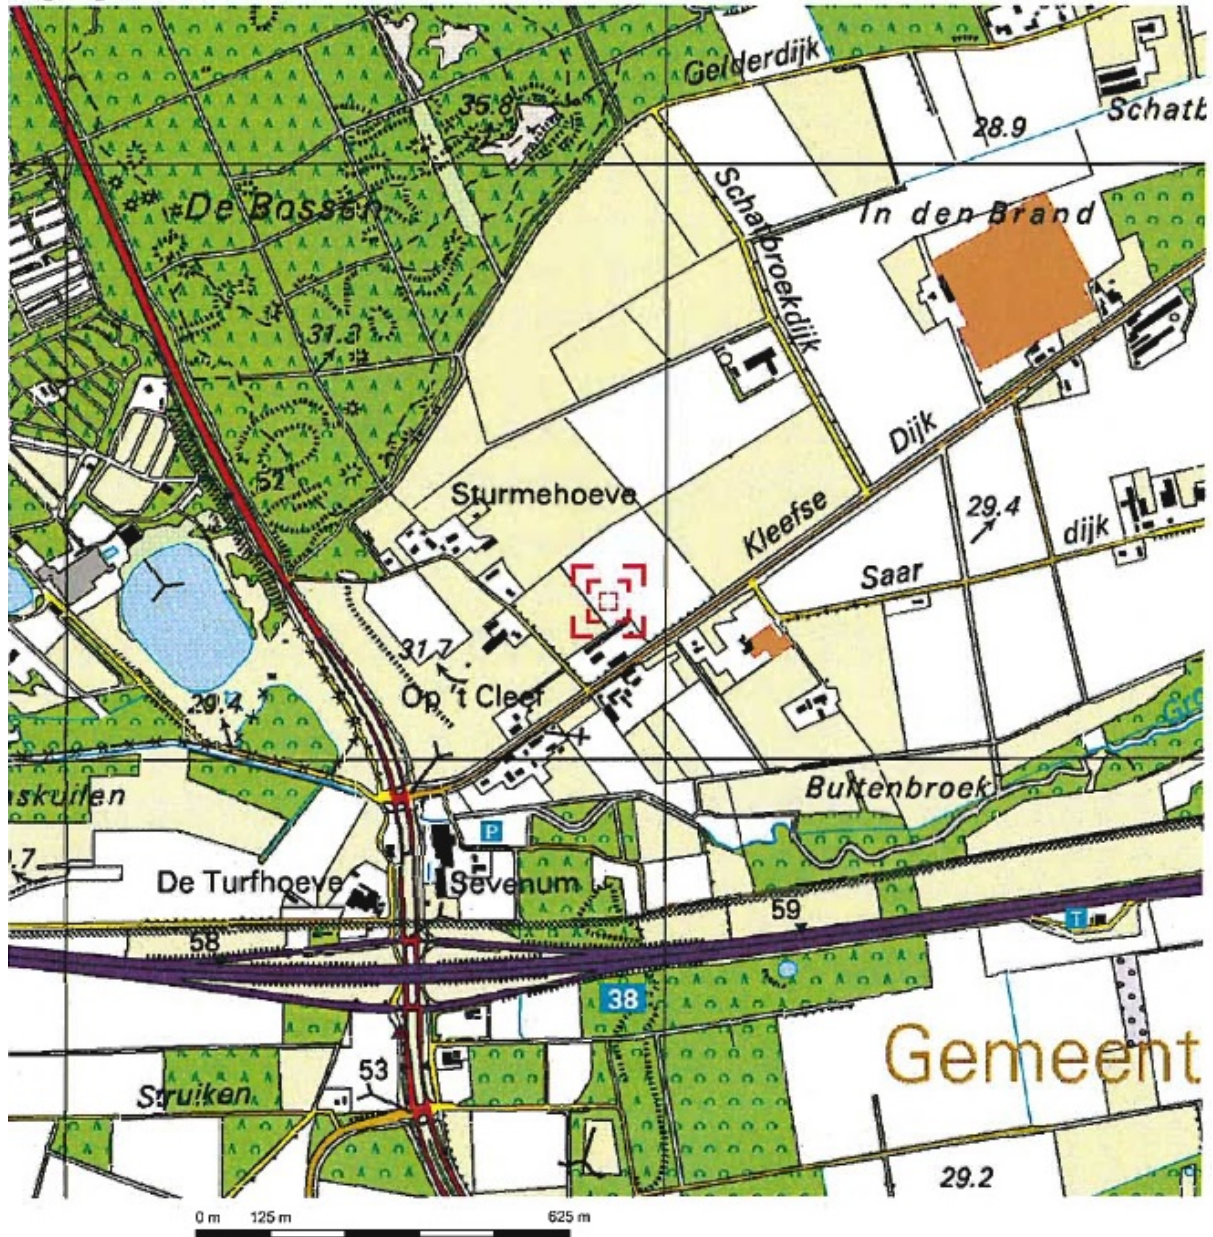 Gelderdijk
35.8
28.9
Schatb
De Bossen
Schatbroekdijk
In den Brand
31.3
Dijk
52
Sturmehoeve
Kleefse
29.4
dijk
Saar
31.7
Op 't Cleef
29.4
Buitenbroek
P
De Turfhoeve
Sevenum
59
T
58
38
Gemeent
53
Struiken
29.2
0 m 125 m 625 m